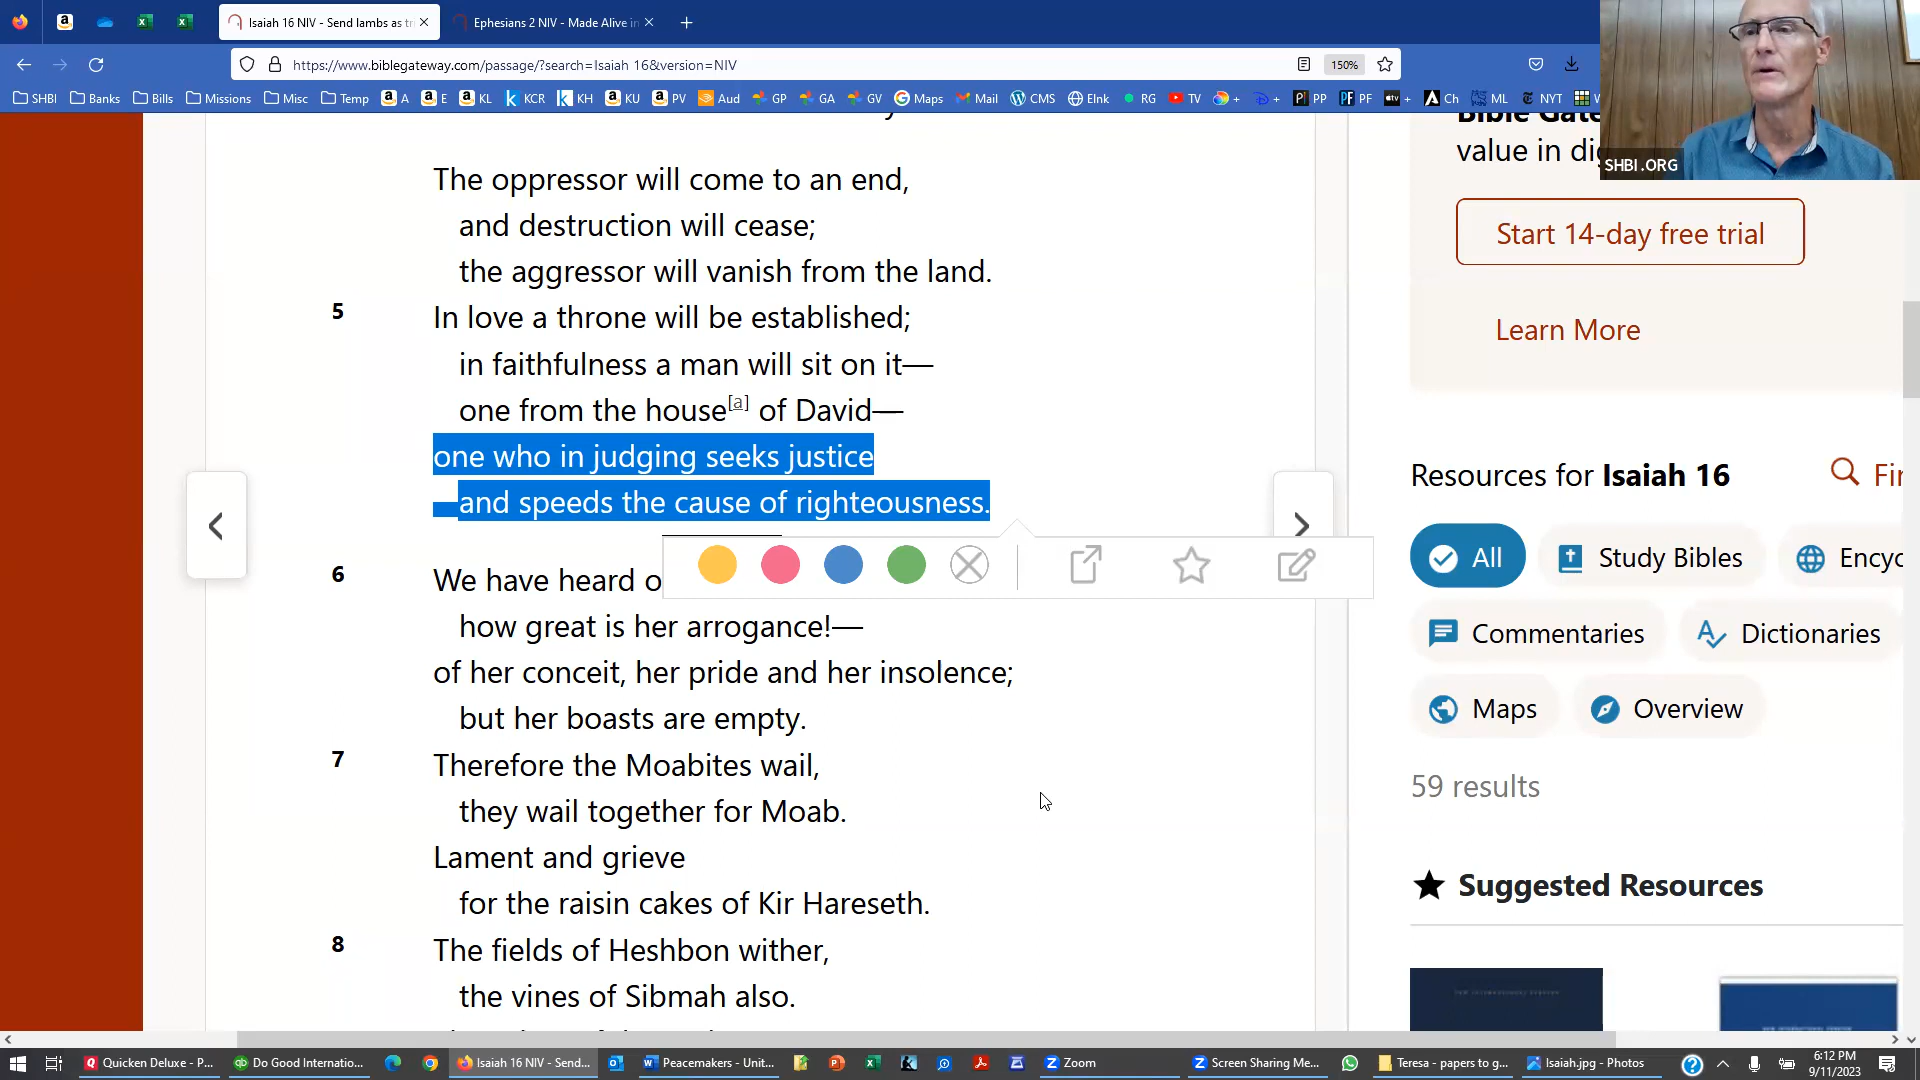 Isaiah 16 NIV - Send lambs as tri
Ephesians 2 NIV - Made Alive in
https://www.biblegateway.com/passage/?search=Isaiah 16&version=NIV
150%
SHBI
Banks
Bills
Missions
Misc
Temp
A
E
KL
KCR
KH
KU
PV
Aud
GP
GA
GV
Maps
Mail
CMS
EInk
RG
TV
+
+
PP
PF
+
Ch
ML
NYT
SHBI.ORG
The oppressor will come to an end,
and destruction will cease;
the aggressor will vanish from the land.
5 In love a throne will be established;
in faithfulness a man will sit on it—
one from the house[a] of David—
one who in judging seeks justice
and speeds the cause of righteousness.
6 We have heard o
how great is her arrogance!—
of her conceit, her pride and her insolence;
but her boasts are empty.
7 Therefore the Moabites wail,
they wail together for Moab.
Lament and grieve
for the raisin cakes of Kir Hareseth.
8 The fields of Heshbon wither,
the vines of Sibmah also.
Bible Gate
value in di
Start 14-day free trial
Learn More
Resources for Isaiah 16
Fin
All
Study Bibles
Encyc
Commentaries
Dictionaries
Maps
Overview
59 results
Suggested Resources
Quicken Deluxe - P...
Do Good Internatio...
Isaiah 16 NIV - Send...
Peacemakers - Unit...
Zoom
Screen Sharing Me...
Teresa - papers to g...
Isaiah.jpg - Photos
6:12 PM
9/11/2023